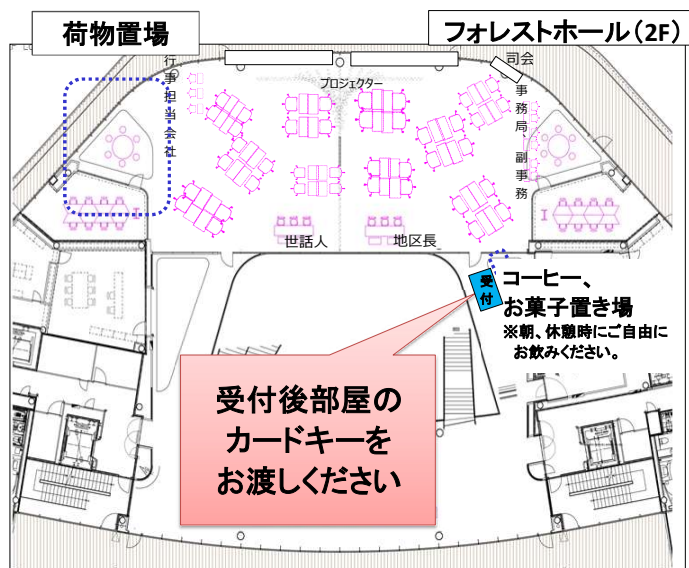 荷物置場
フォレストホール（2F）
行事担当会社
プロジェクター
司会
事務局、副事務
世話人
地区長
受付
コーヒー、
お菓子置き場
※朝、休憩時にご自由に
お飲みください。
受付後部屋の
カードキーを
お渡しください